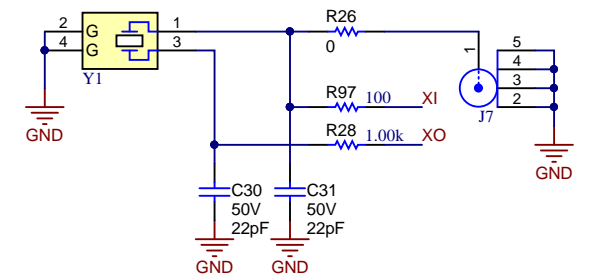 R26
0
2
G
1
4
G
3
Y1
GND
1
5
4
3
2
J7
GND
R97
100
XI
R28
1.00k
XO
C30
50V
22pF
GND
C31
50V
22pF
GND